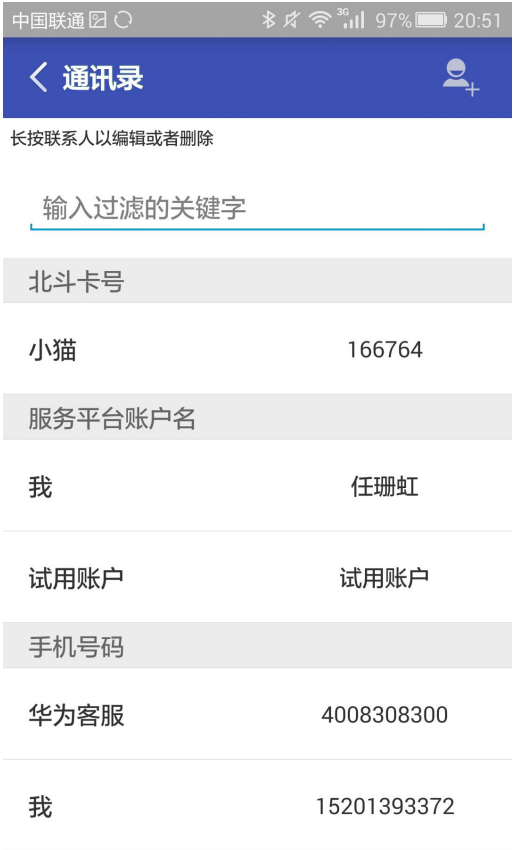 中国联通 3G 97% 20:51
通讯录
长按联系人以编辑或者删除
输入过滤的关键字
北斗卡号
小猫 166764
服务平台账户名
我 任珊虹
试用账户 试用账户
手机号码
华为客服 4008308300
我 15201393372